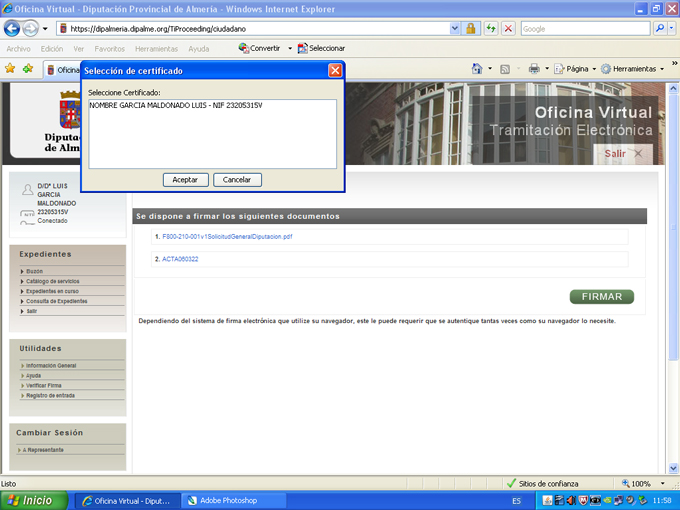 Oficina Virtual - Diputación Provincial de Almería - Windows Internet Explorer
https://dipalmeria.dipalme.org/TiProceeding/ciudadano
Google
Archivo Edición Ver Favoritos Herramientas Ayuda
Convertir
Seleccionar
Oficina
Página
Herramientas
Selección de certificado
Seleccione Certificado:
NOMBRE GARCIA MALDONADO LUIS - NIF 23205315V
Aceptar
Cancelar
Diput
de Alme
Oficina Virtual
Tramitación Electrónica
Salir
D/Dª LUIS
GARCIA
MALDONADO
23205315V
Conectado
Expedientes
Buzón
Catálogo de servicios
Expedientes en curso
Consulta de Expedientes
Salir
Utilidades
Información General
Ayuda
Verificar Firma
Registro de entrada
Cambiar Sesión
A Representante
Se dispone a firmar los siguientes documentos
1. F800-210-001v1SolicitudGeneralDiputacion.pdf
2. ACTA060322
FIRMAR
Dependiendo del sistema de firma electrónica que utilice su navegador, este le puede requerir que se autentique tantas veces como su navegador lo necesite.
Listo
Sitios de confianza
100%
Inicio
Oficina Virtual - Diput...
Adobe Photoshop
ES
11:58